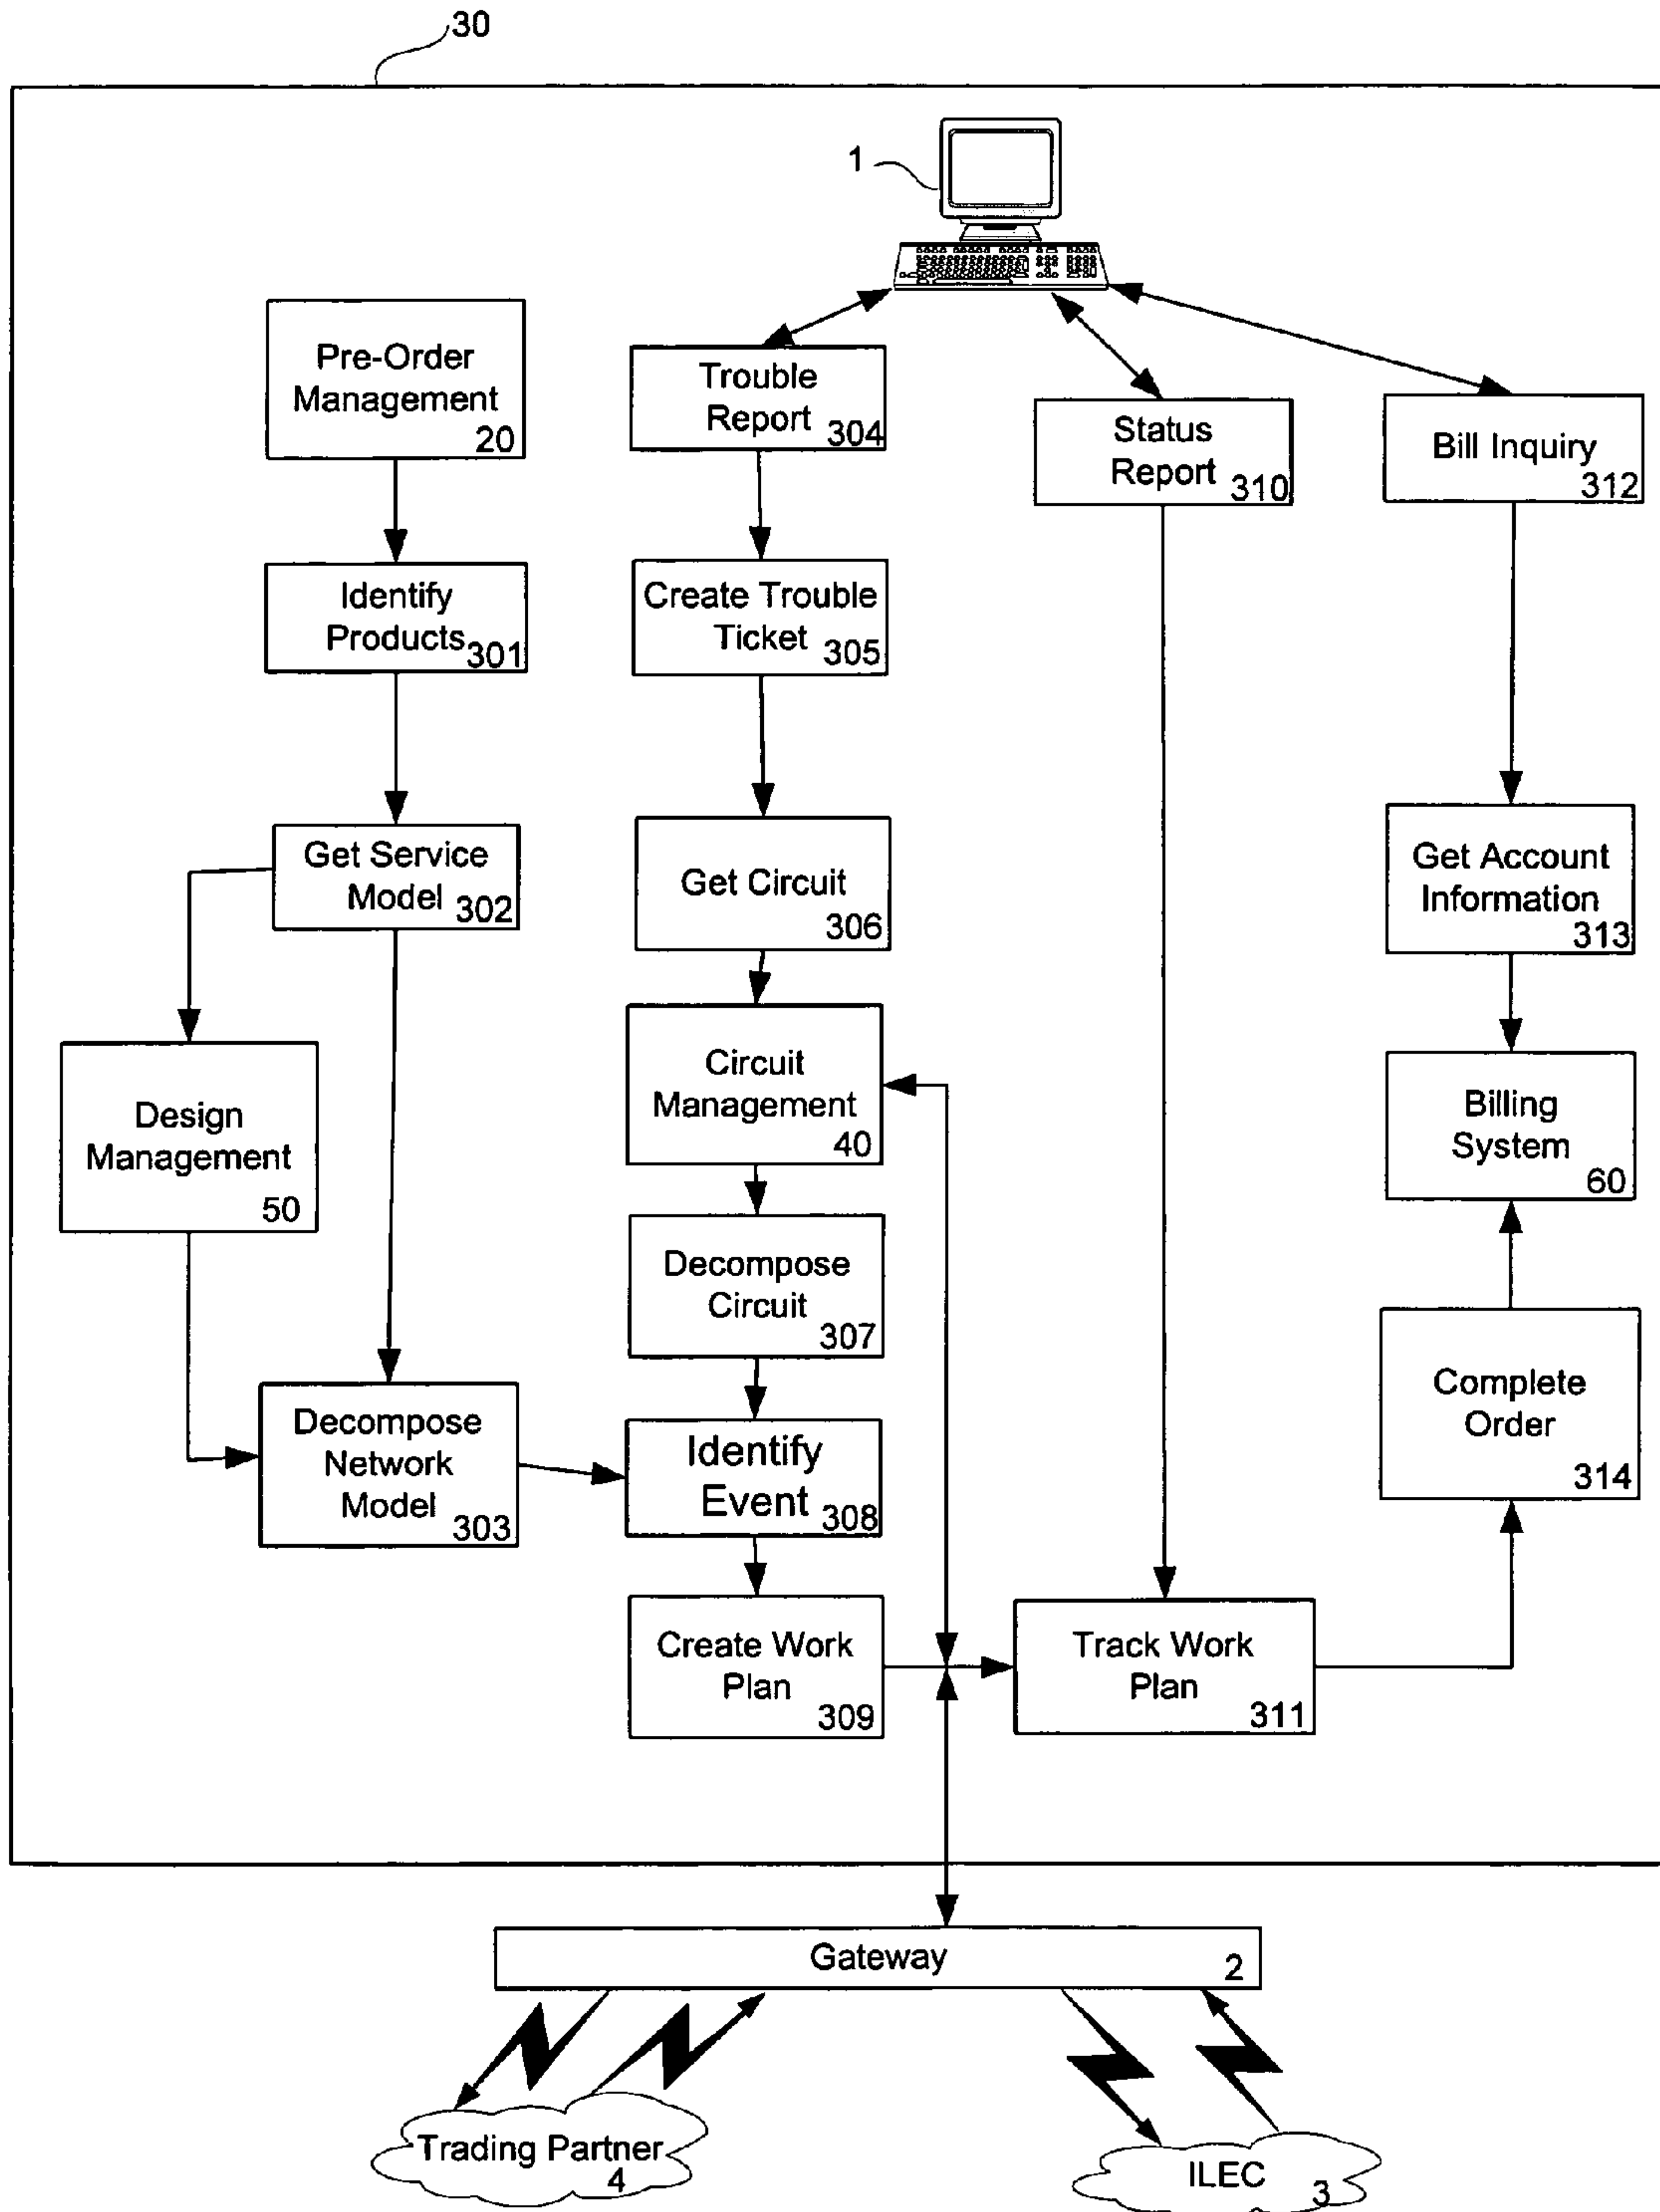 30
1
Pre-Order
Management
20
Trouble
Report
304
Status
Report
310
Bill Inquiry
312
Identify
Products
301
Create Trouble
Ticket
305
Get Service
Model
302
Get Circuit
306
Get Account
Information
313
Design
Management
50
Circuit
Management
40
Billing
System
60
Decompose
Circuit
307
Decompose
Network
Model
303
Identify
Event
308
Complete
Order
314
Create Work
Plan
309
Track Work
Plan
311
Gateway
2
Trading Partner
4
ILEC
3